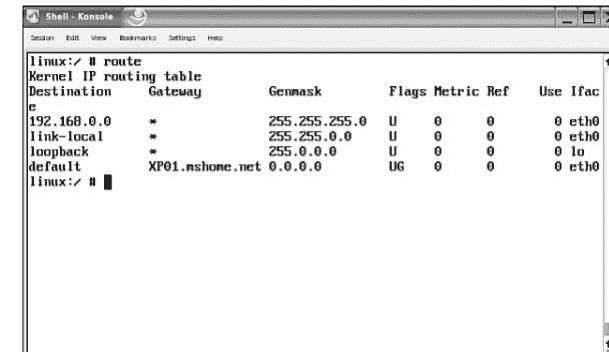 Shell - Konsole
Session Edit View Bookmarks Settings Help
linux:/ # route
Kernel IP routing table
Destination Gateway Genmask Flags Metric Ref Use Ifac
e
192.168.0.0 * 255.255.255.0 U 0 0 0 eth0
link-local * 255.255.0.0 U 0 0 0 eth0
loopback * 255.0.0.0 U 0 0 0 lo
default XP01.mshome.net 0.0.0.0 UG 0 0 0 eth0
linux:/ #